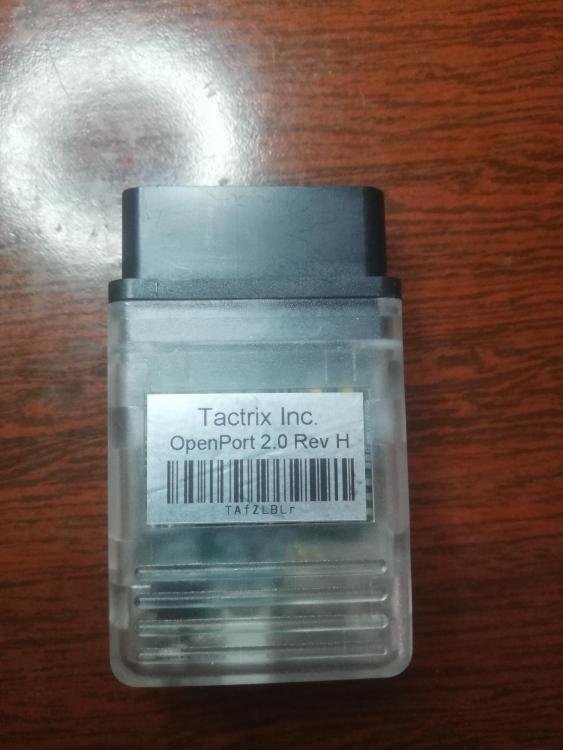 Tactrix Inc.
OpenPort 2.0 Rev H
TAfZLBLr